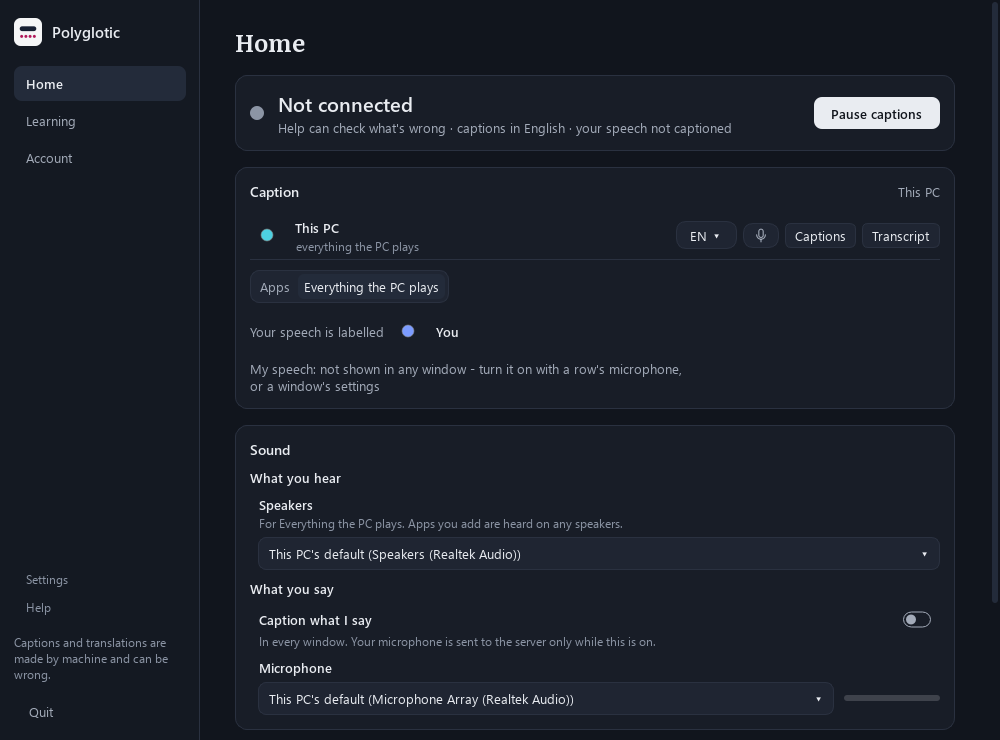 Polyglotic
Home
Learning
Account
Settings
Help
Captions and translations are
made by machine and can be
wrong.
Quit
Home
Not connected
Help can check what's wrong · captions in English · your speech not captioned
Pause captions
Caption
This PC
This PC
everything the PC plays
EN
Captions
Transcript
Apps
Everything the PC plays
Your speech is labelled
You
My speech: not shown in any window - turn it on with a row's microphone,
or a window's settings
Sound
What you hear
Speakers
For Everything the PC plays. Apps you add are heard on any speakers.
This PC's default (Speakers (Realtek Audio))
What you say
Caption what I say
In every window. Your microphone is sent to the server only while this is on.
Microphone
This PC's default (Microphone Array (Realtek Audio))